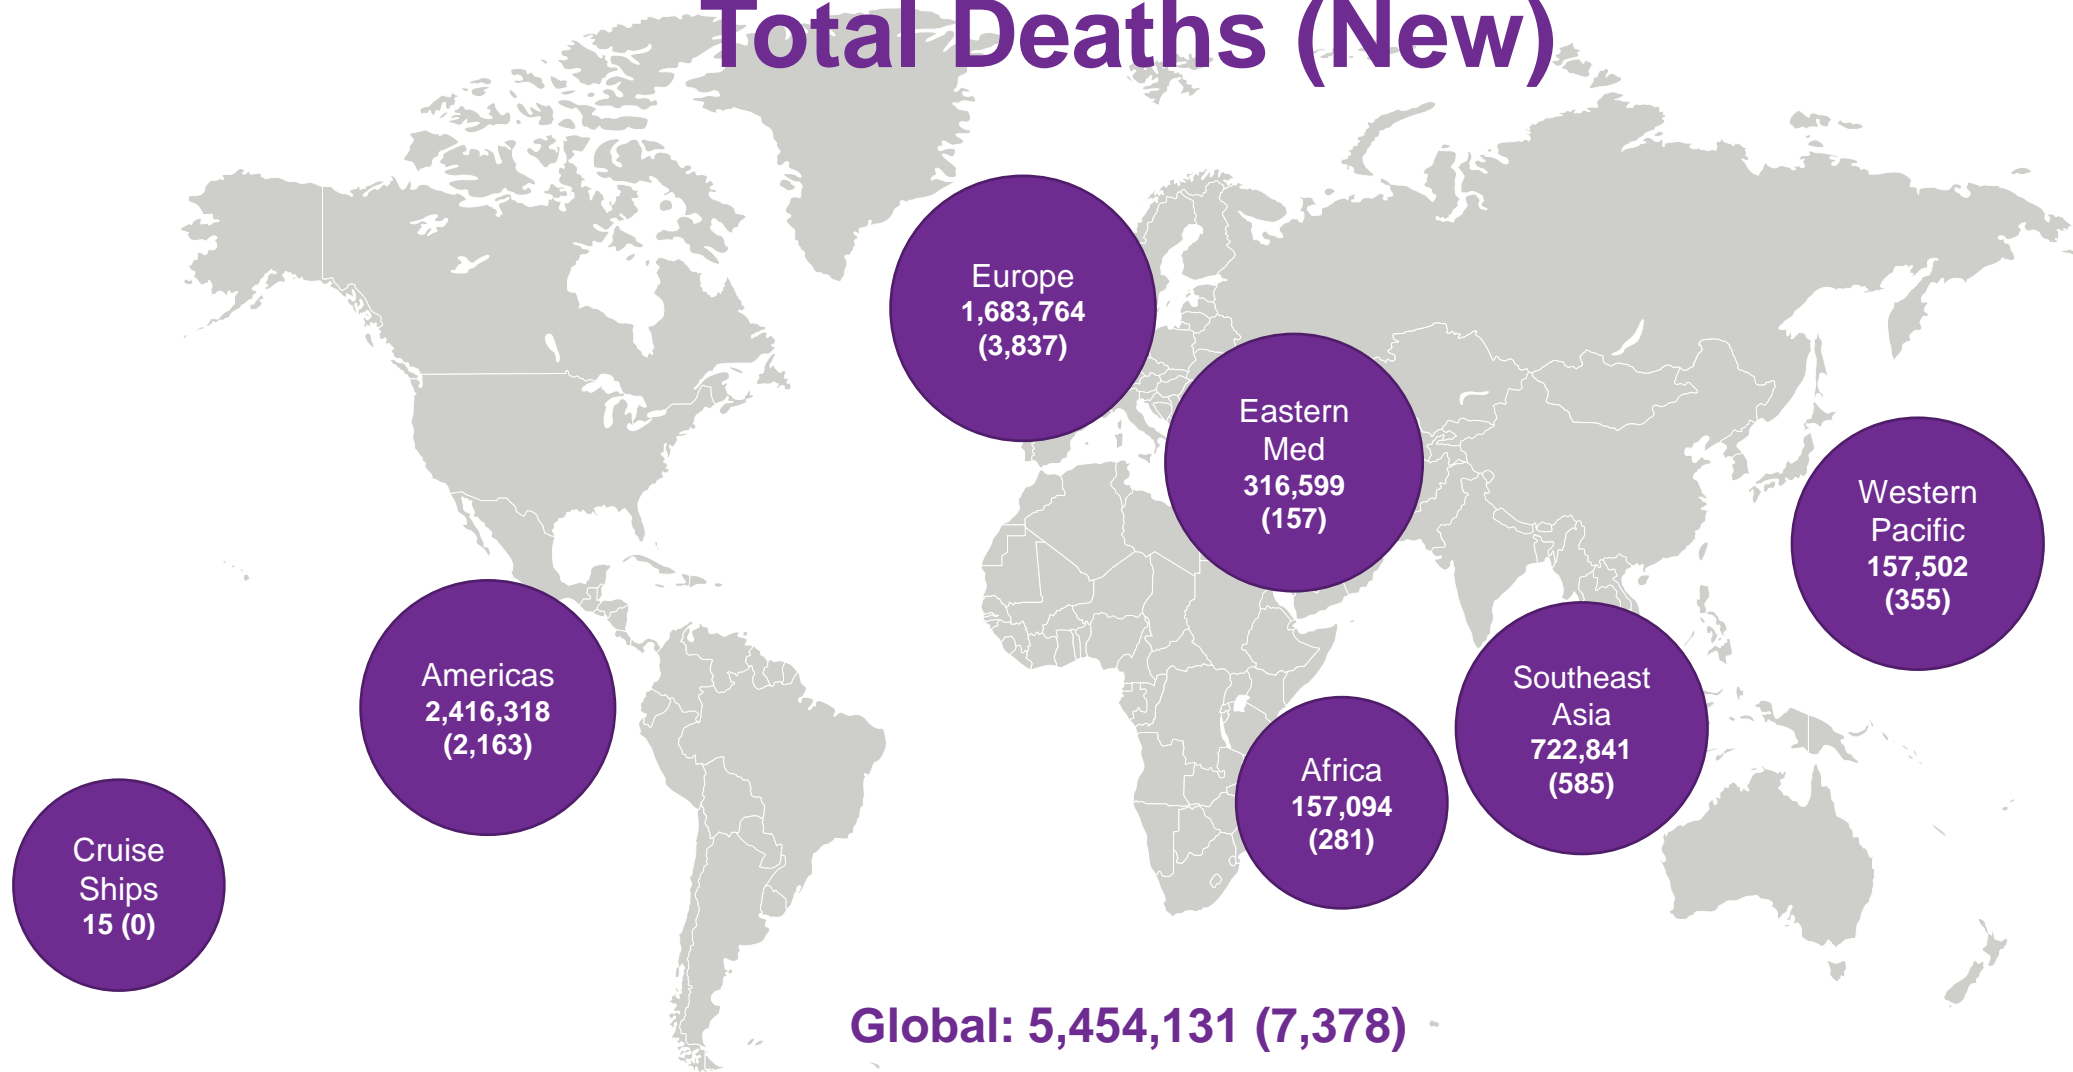 Total Deaths (New)
Europe
1,683,764
(3,837)
Eastern
Med
316,599
(157)
Western
Pacific
157,502
(355)
Americas
2,416,318
(2,163)
Southeast
Asia
722,841
(585)
Africa
157,094
(281)
Cruise
Ships
15 (0)
Global: 5,454,131 (7,378)